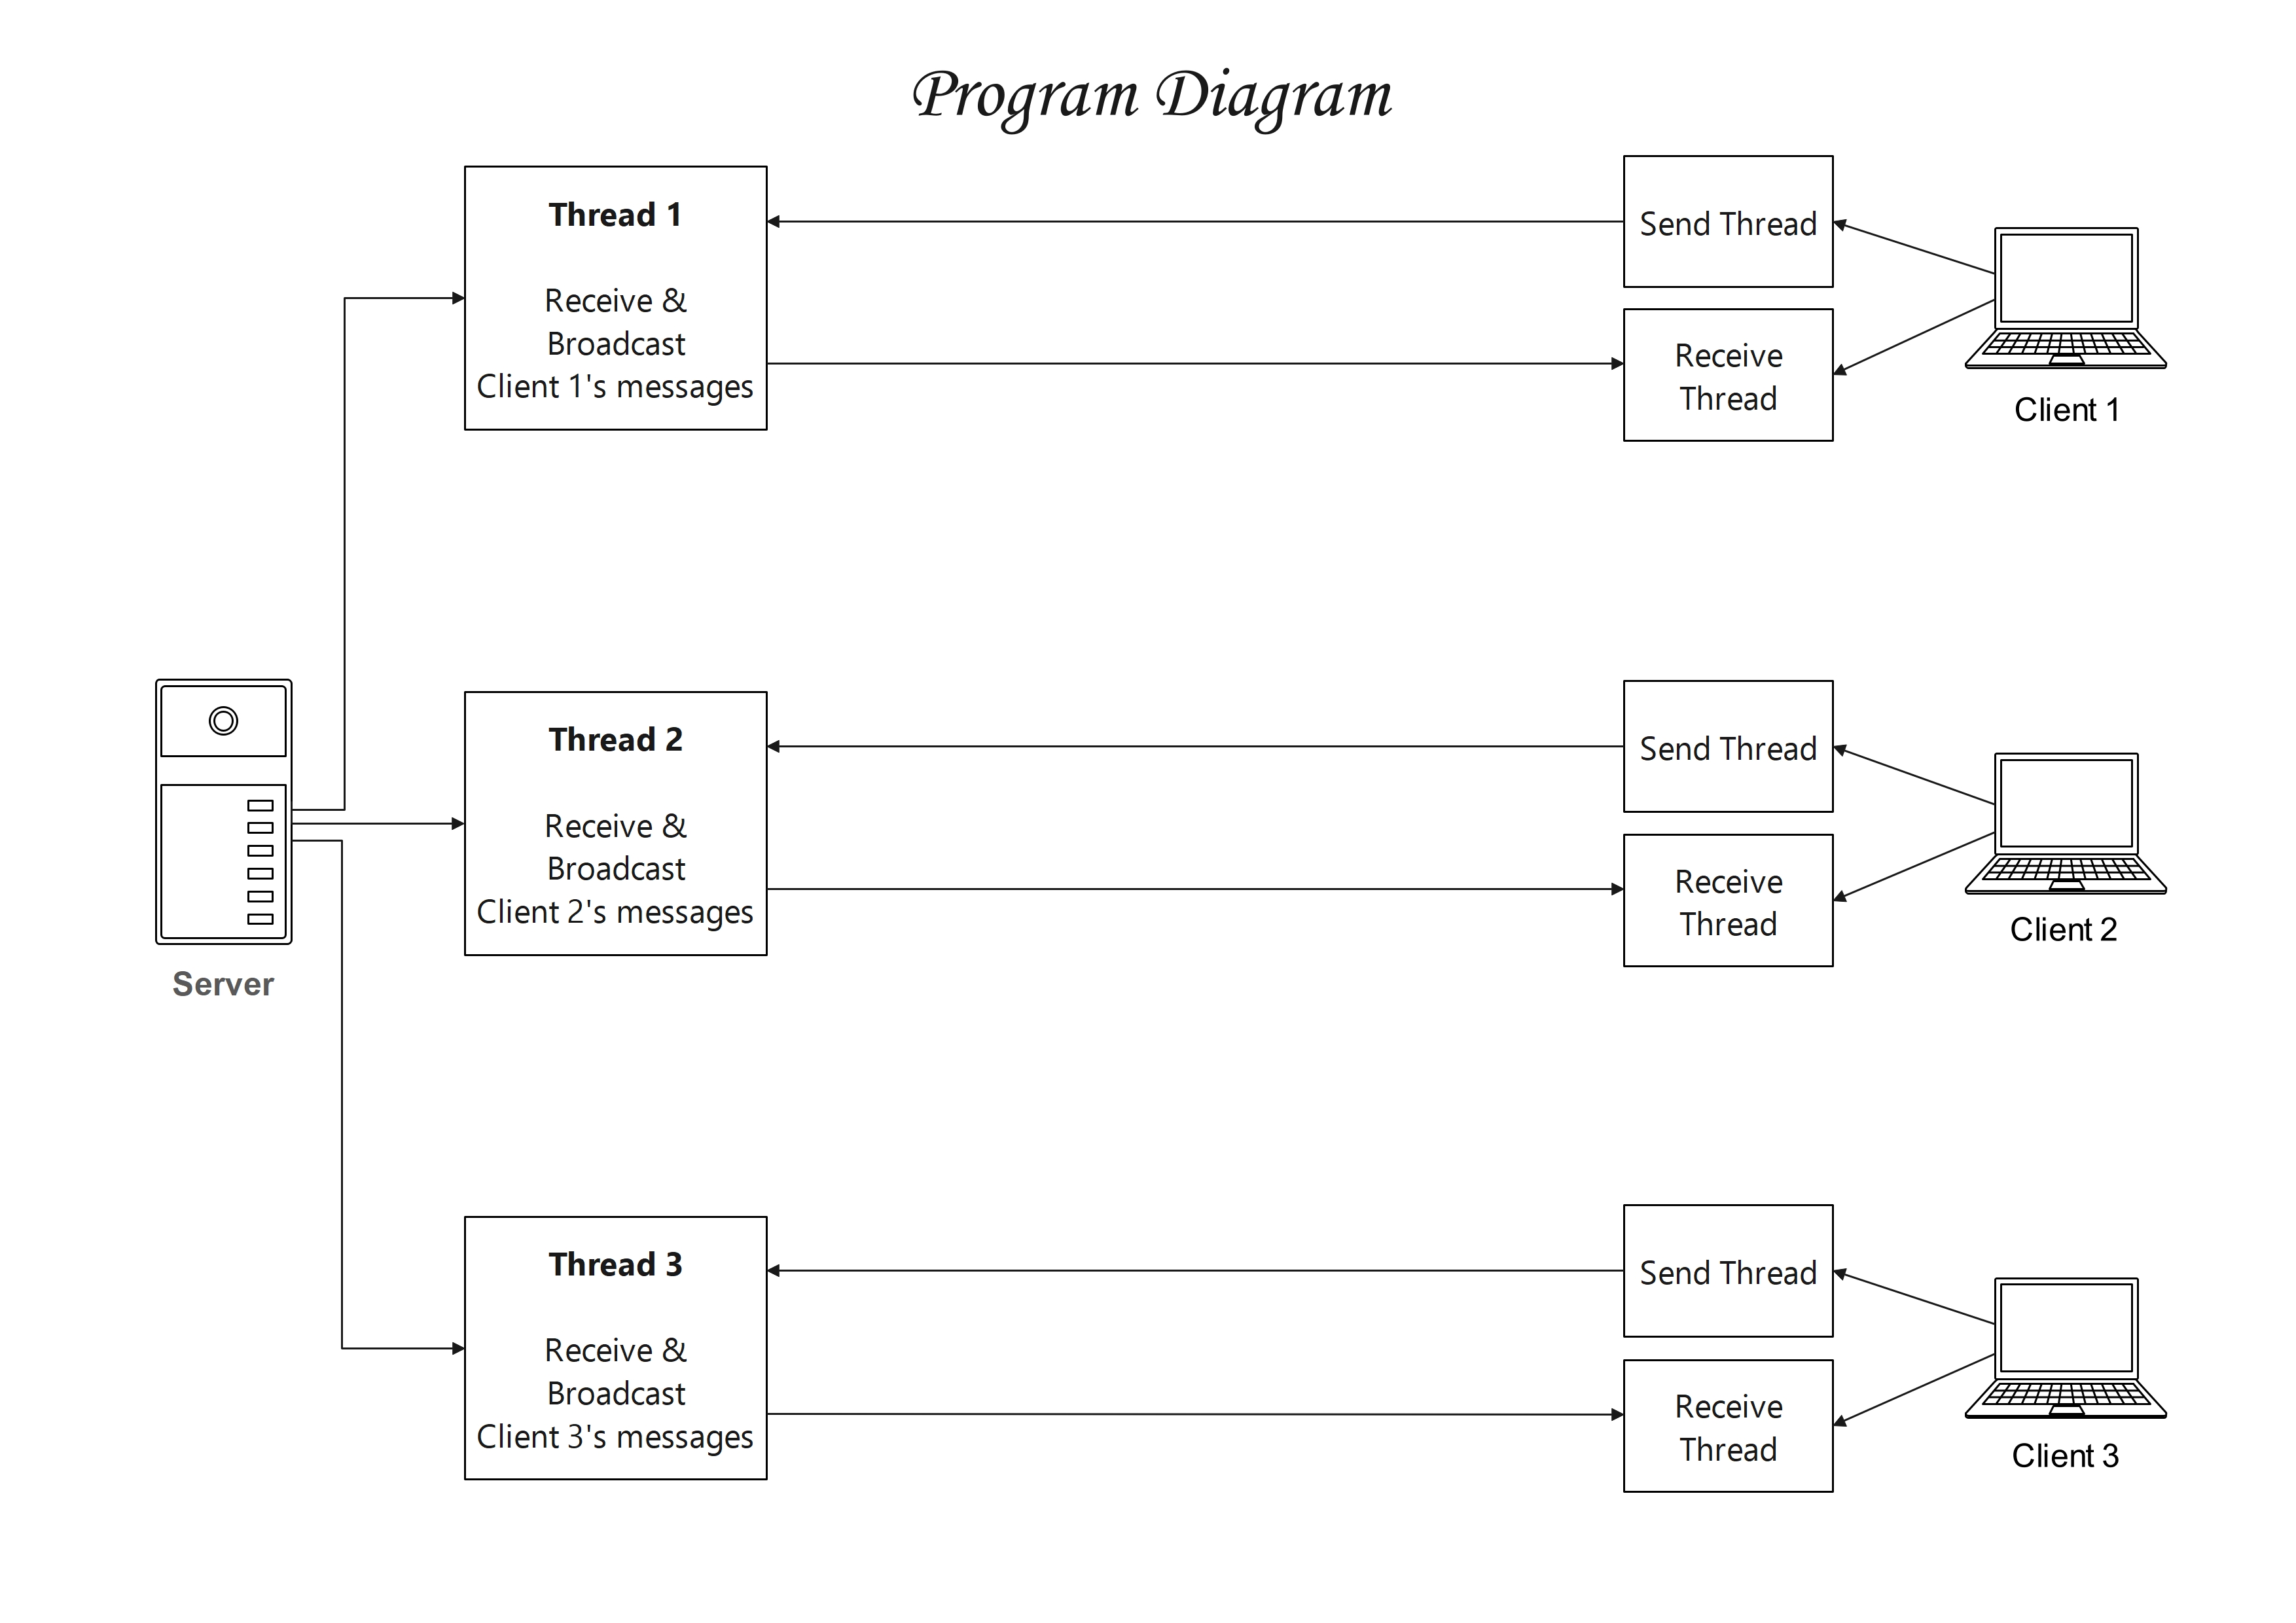 Program Diagram
Thread 1
Receive &
Broadcast
Client 1's messages
Send Thread
Receive
Thread
Client 1
Server
Thread 2
Receive &
Broadcast
Client 2's messages
Send Thread
Receive
Thread
Client 2
Thread 3
Receive &
Broadcast
Client 3's messages
Send Thread
Receive
Thread
Client 3